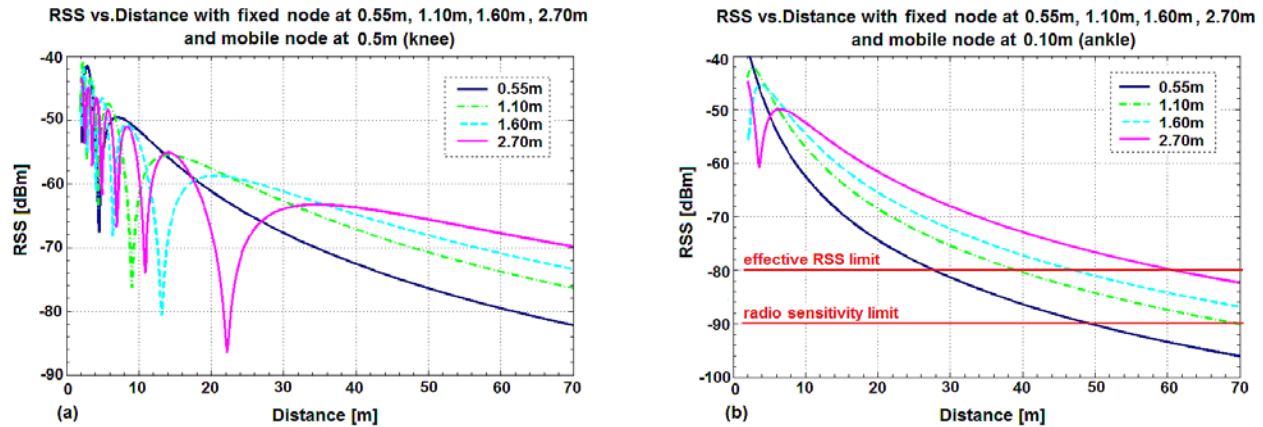 RSS vs.Distance with fixed node at 0.55m, 1.10m, 1.60m, 2.70m
and mobile node at 0.5m (knee)
-40
-50
-60
-70
-80
-90
RSS [dBm]
0.55m
1.10m
1.60m
2.70m
0
10
20
30
40
50
60
70
(a)
Distance [m]
RSS vs.Distance with fixed node at 0.55m, 1.10m,1.60m, 2.70m
and mobile node at 0.10m (ankle)
-40
-50
-60
-70
-80
-90
-100
RSS [dBm]
0.55m
1.10m
1.60m
2.70m
effective RSS limit
radio sensitivity limit
0
10
20
30
40
50
60
70
(b)
Distance [m]